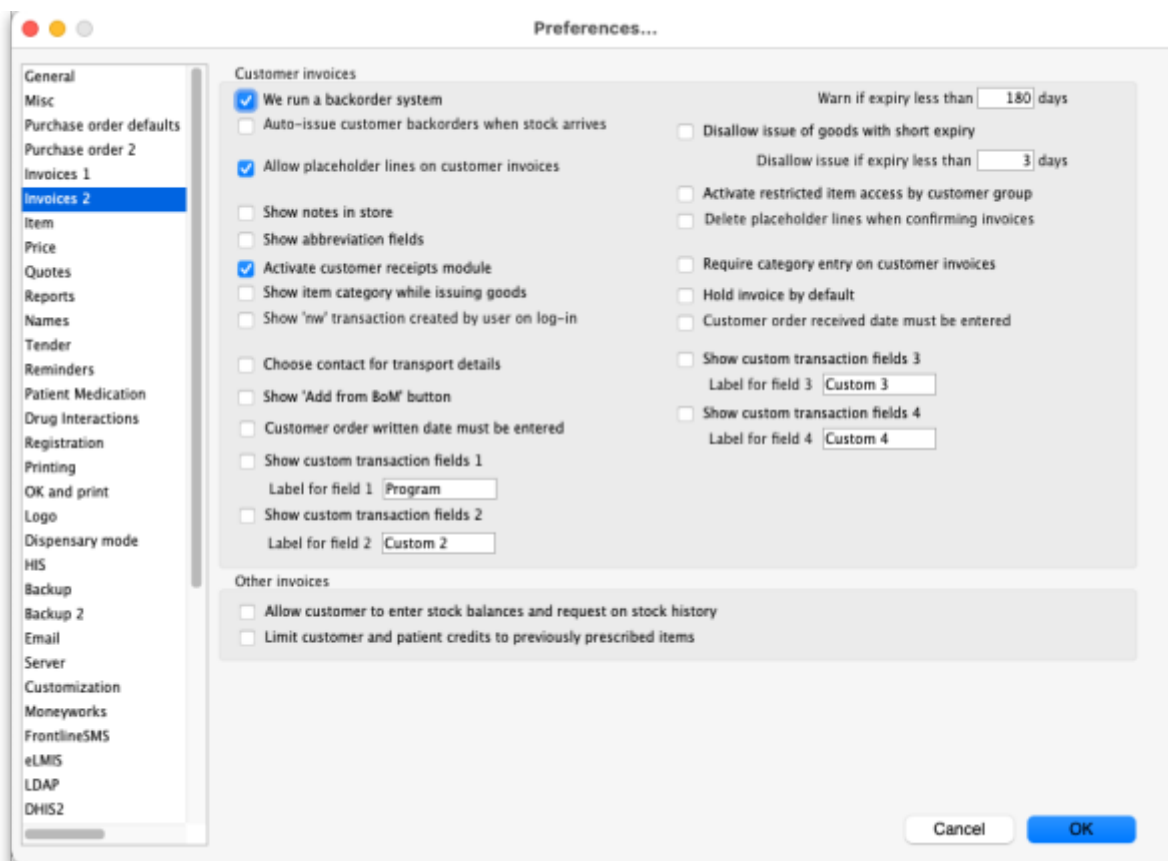 Preferences...
General
Misc
Purchase order defaults
Purchase order 2
Invoices 1
Invoices 2
Item
Price
Quotes
Reports
Names
Tender
Reminders
Patient Medication
Drug Interactions
Registration
Printing
OK and print
Logo
Dispensary mode
HIS
Backup
Backup 2
Email
Server
Customization
Moneyworks
FrontlineSMS
eLMIS
LDAP
DHIS2
Customer invoices
We run a backorder system
Auto-issue customer backorders when stock arrives
Allow placeholder lines on customer invoices
Show notes in store
Show abbreviation fields
Activate customer receipts module
Show item category while issuing goods
Show 'nw' transaction created by user on log-in
Choose contact for transport details
Show 'Add from BoM' button
Customer order written date must be entered
Show custom transaction fields 1
Label for field 1 Program
Show custom transaction fields 2
Label for field 2 Custom 2
Warn if expiry less than 180 days
Disallow issue of goods with short expiry
Disallow issue if expiry less than 3 days
Activate restricted item access by customer group
Delete placeholder lines when confirming invoices
Require category entry on customer invoices
Hold invoice by default
Customer order received date must be entered
Show custom transaction fields 3
Label for field 3 Custom 3
Show custom transaction fields 4
Label for field 4 Custom 4
Other invoices
Allow customer to enter stock balances and request on stock history
Limit customer and patient credits to previously prescribed items
Cancel
OK